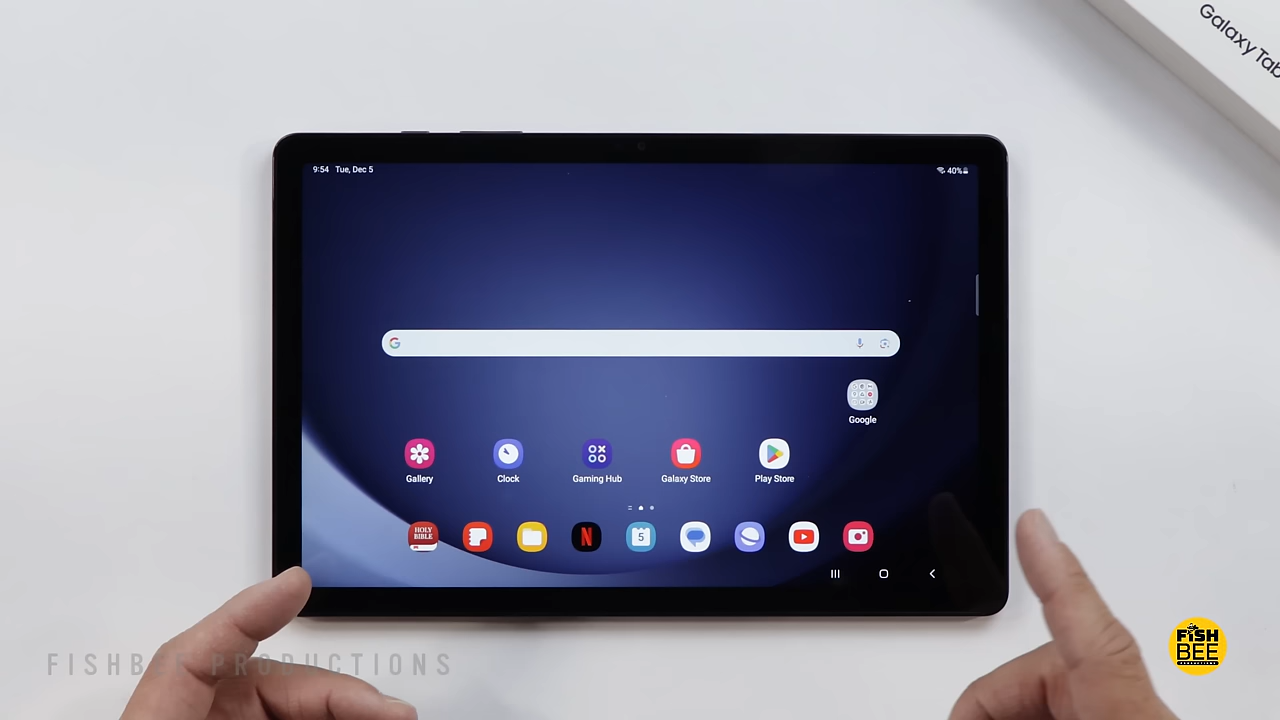 Galaxy Tab
9:54 Tue, Dec 5
40%
Google
Gallery
Clock
Gaming Hub
Galaxy Store
Play Store
HOLY
BIBLE
N
5
FISHBEE PRODUCTIONS
FISH
BEE
PRODUCTIONS